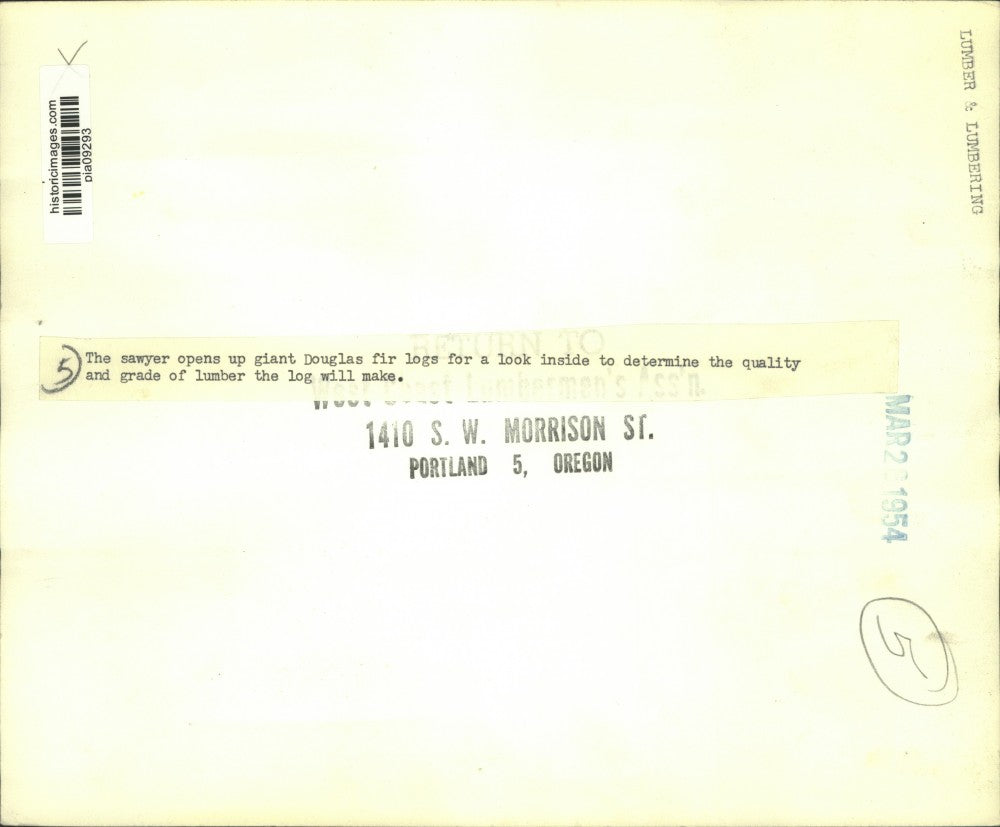 LUMBER & LUMBERING
historicimages.com
pia09293
RETURN TO
5 The sawyer opens up giant Douglas fir logs for a look inside to determine the quality
and grade of lumber the log will make.
West Coast Lumbermen's Ass'n.
1410 S. W. MORRISON ST.
PORTLAND 5, OREGON
MAR 2 1954
5